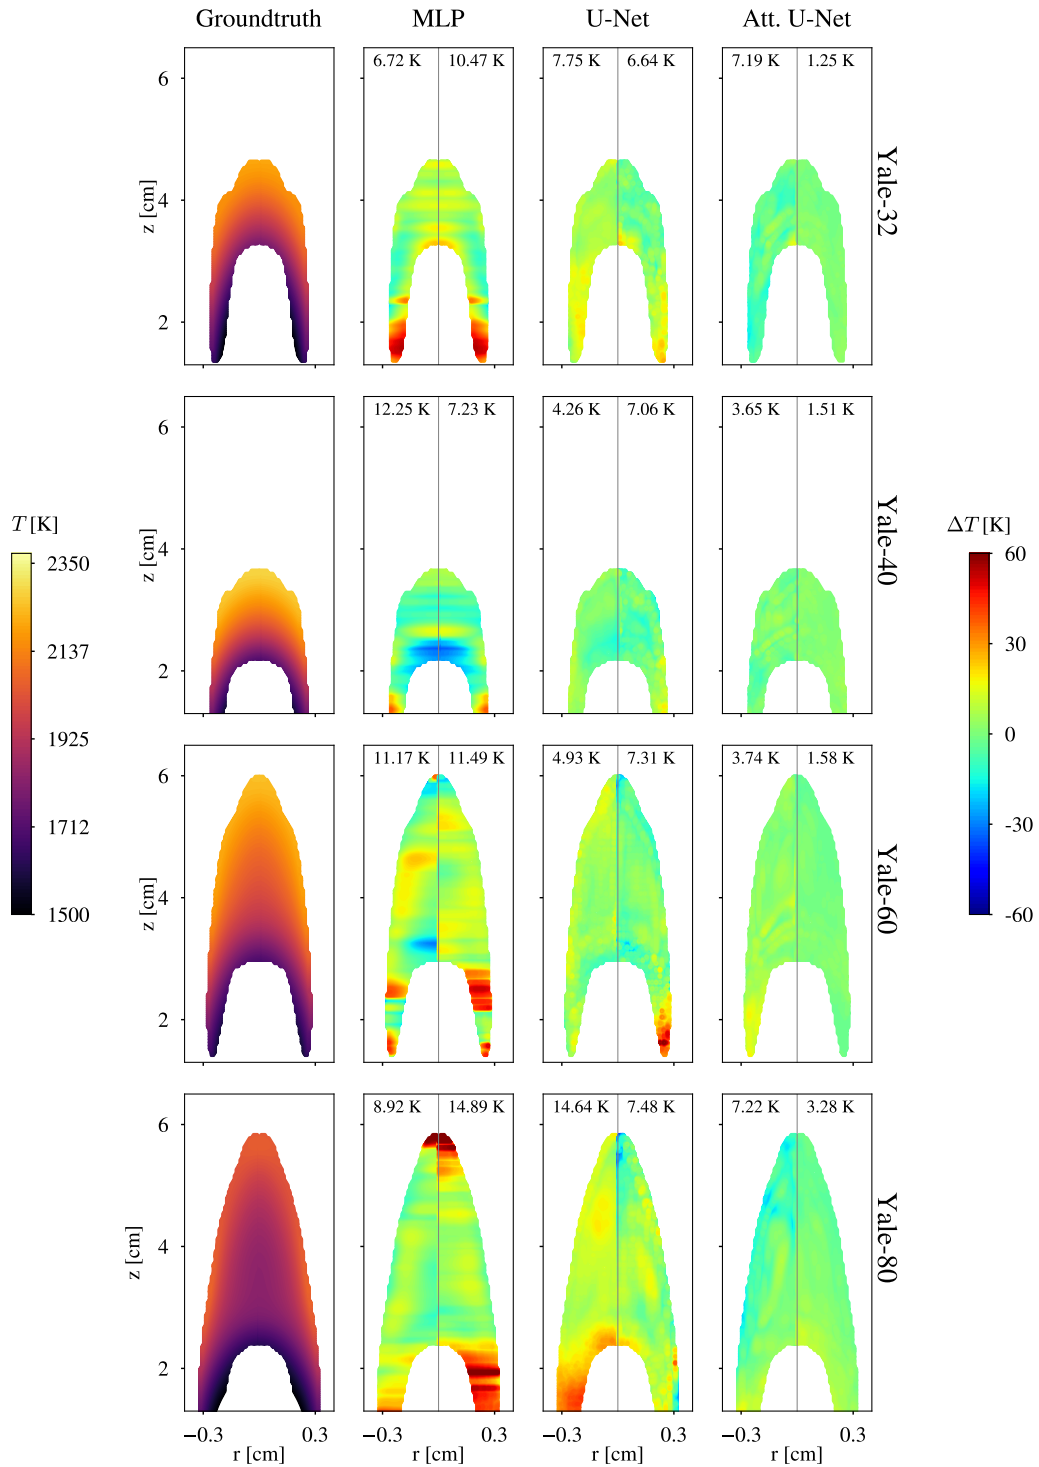 Groundtruth MLP U-Net Att. U-Net
6.72 K 10.47 K 7.75 K 6.64 K 7.19 K 1.25 K
6
4
2
z [cm]
Yale-32
12.25 K 7.23 K 4.26 K 7.06 K 3.65 K 1.51 K
6
4
2
z [cm]
Yale-40
T [K]
2350
2137
1925
1712
1500
ΔT [K]
60
30
0
-30
-60
11.17 K 11.49 K 4.93 K 7.31 K 3.74 K 1.58 K
6
4
2
z [cm]
Yale-60
8.92 K 14.89 K 14.64 K 7.48 K 7.22 K 3.28 K
6
4
2
z [cm]
Yale-80
−0.3 0.3 −0.3 0.3 −0.3 0.3 −0.3 0.3
r [cm] r [cm] r [cm] r [cm]